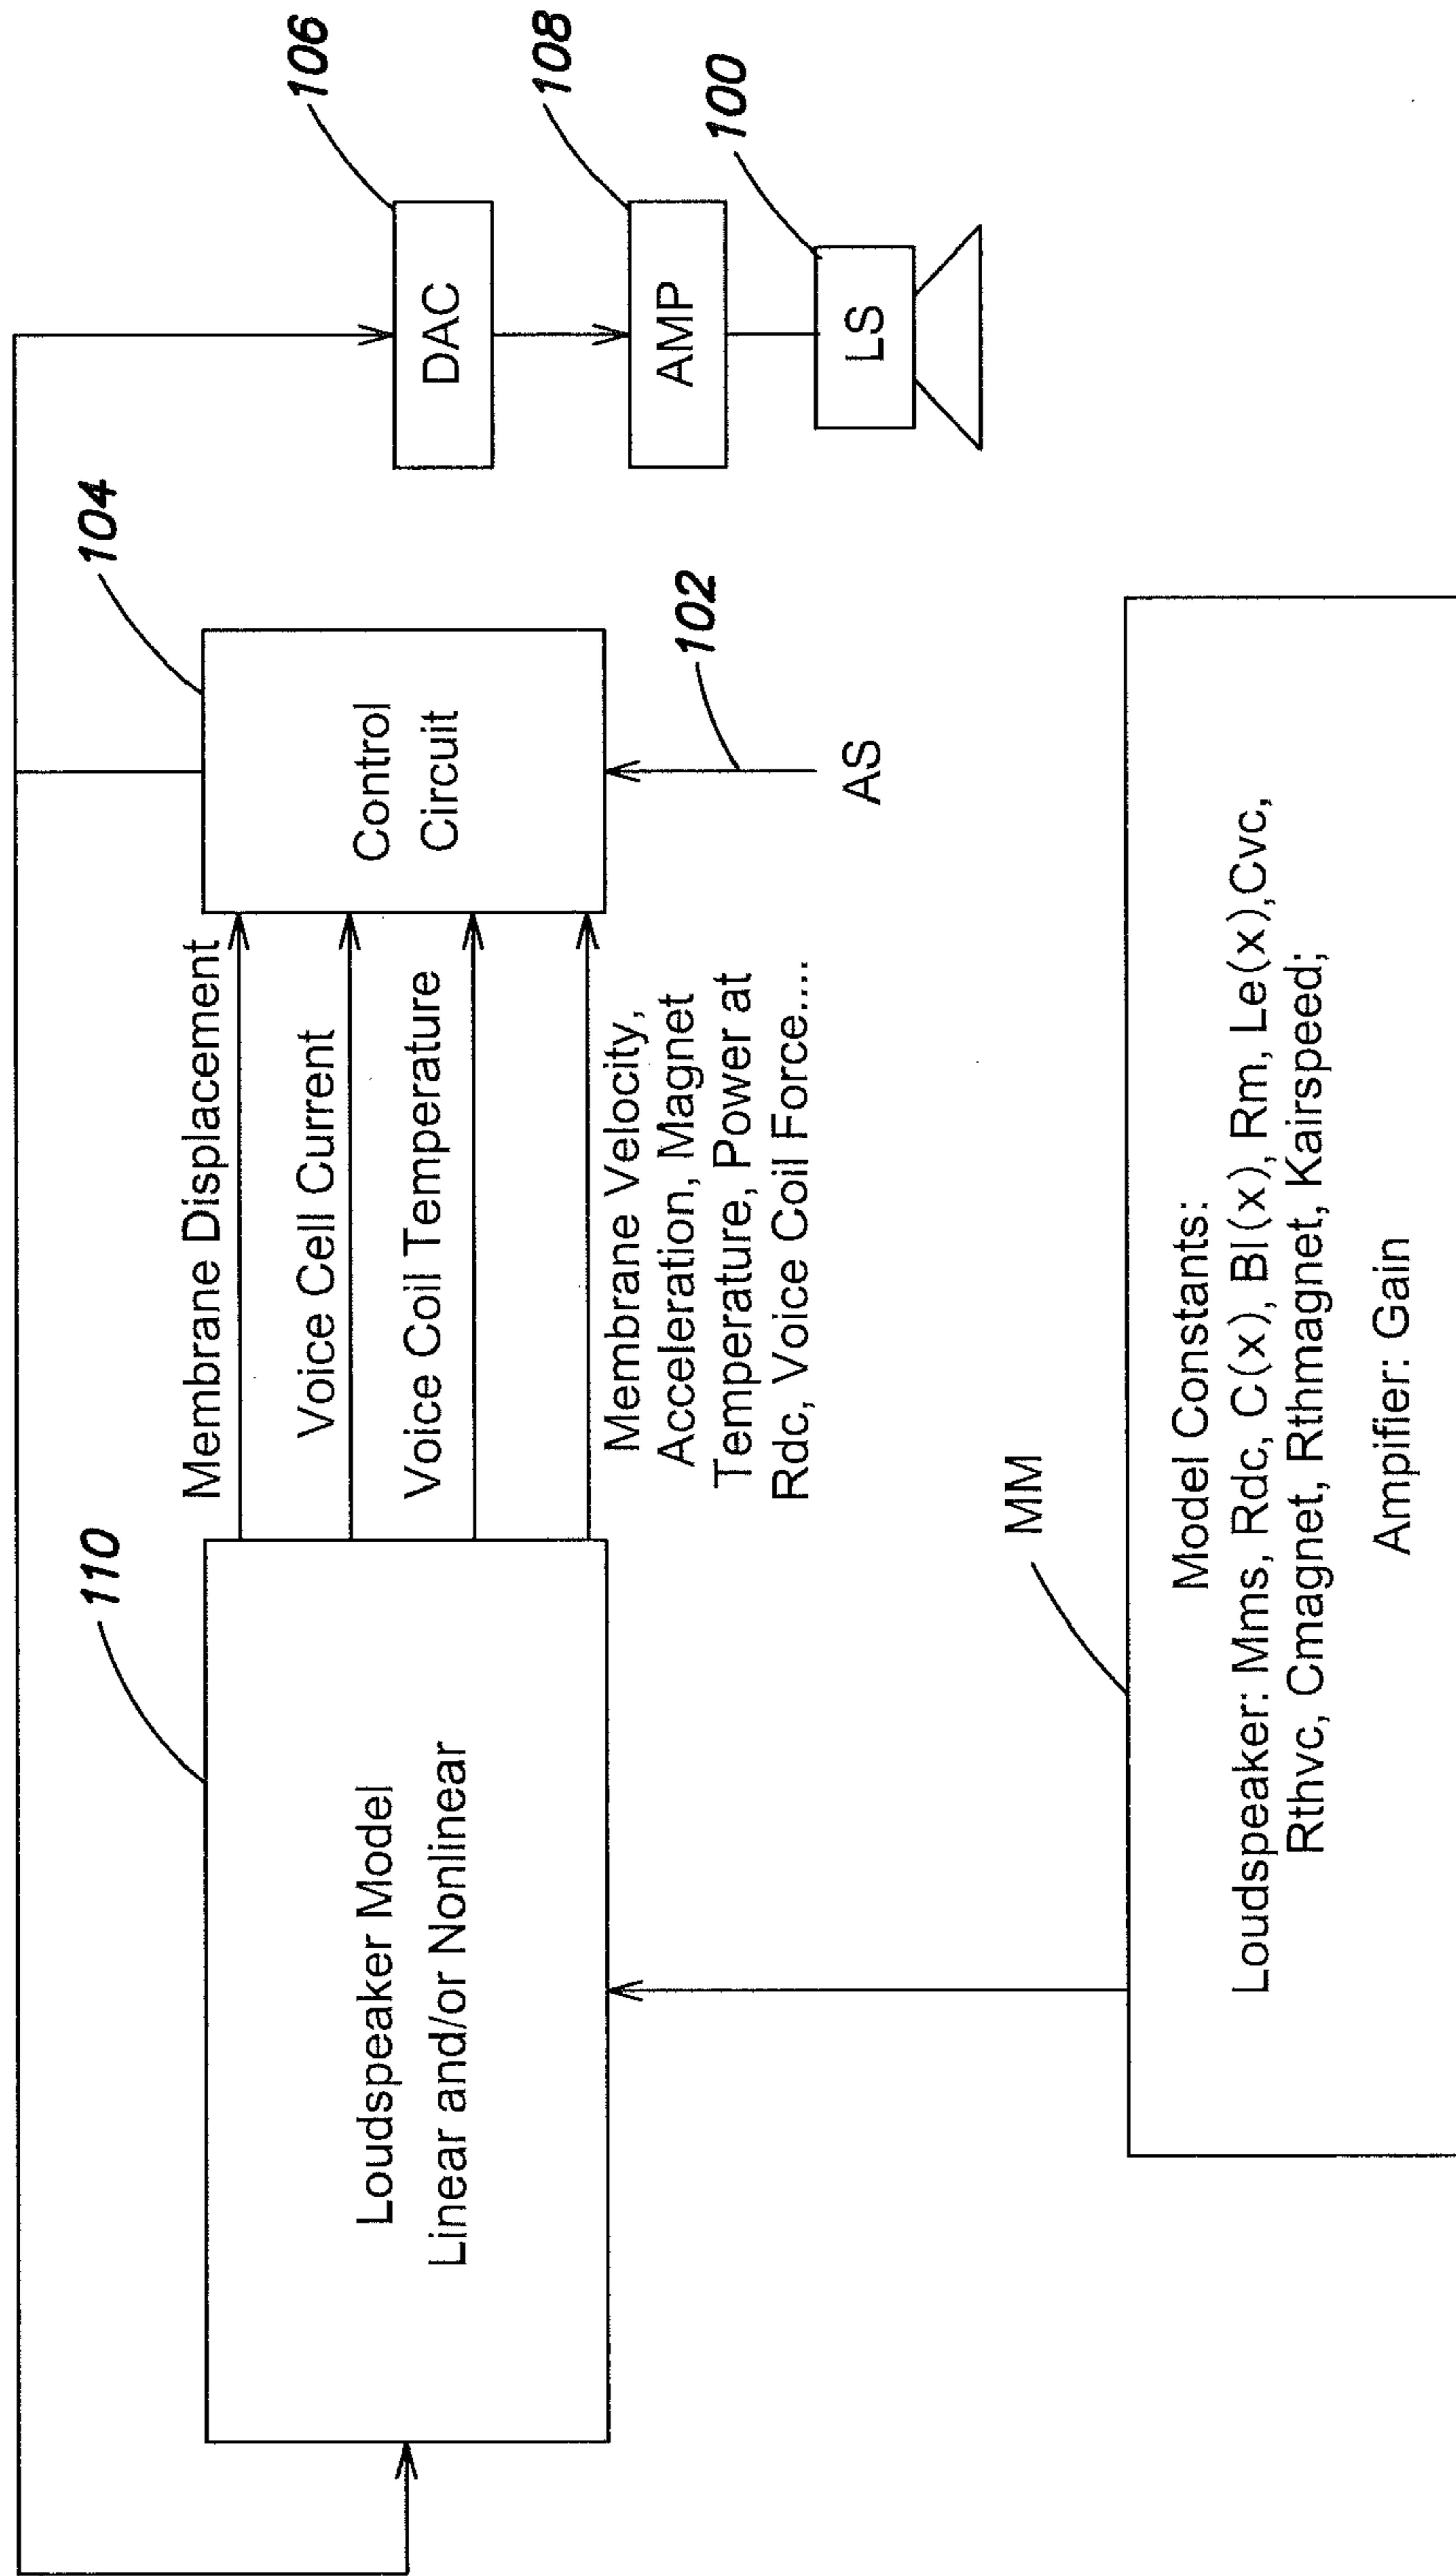 106
108
100
DAC
AMP
LS
104
Control
Circuit
102
AS
Membrane Displacement
Voice Cell Current
Voice Coil Temperature
Membrane Velocity,
Acceleration, Magnet
Temperature, Power at
Rdc, Voice Coil Force....
110
Loudspeaker Model
Linear and/or Nonlinear
MM
Model Constants:
Loudspeaker: Mms, Rdc, C(x), Bl(x), Rm, Le(x),Cvc,
Rthvc, Cmagnet, Rthmagnet, Kairspeed;
Ampifier: Gain